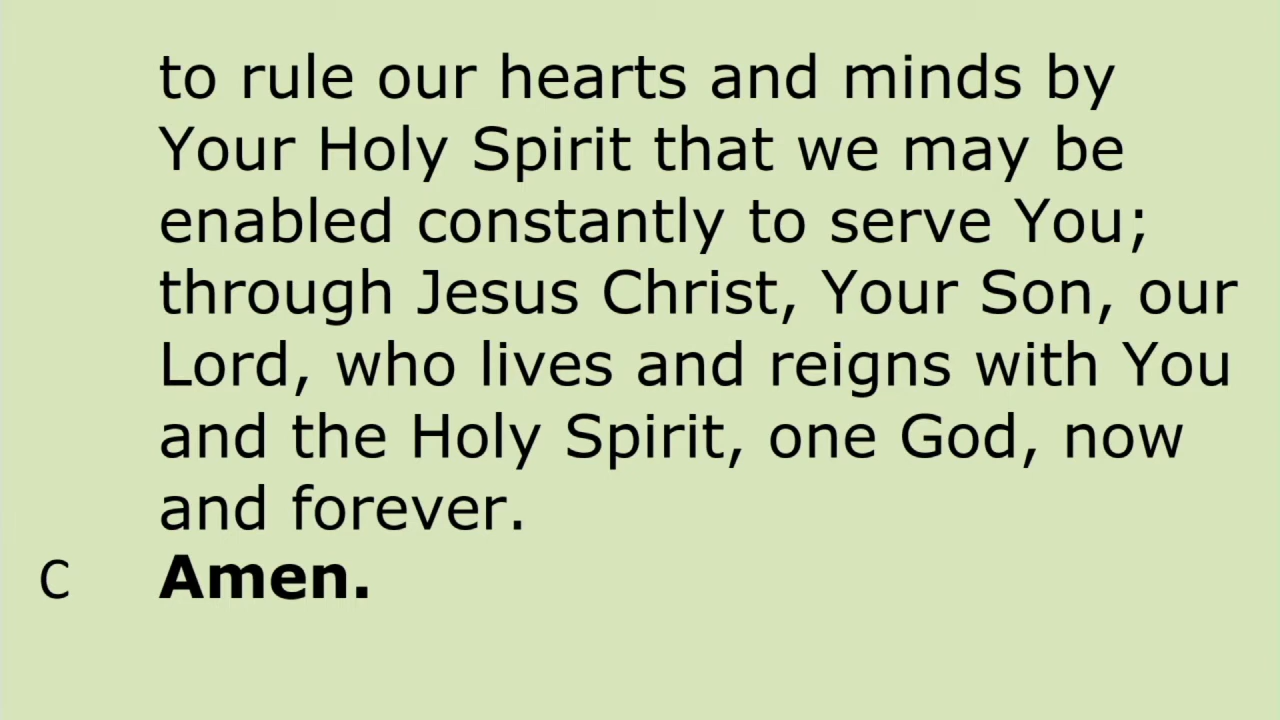 to rule our hearts and minds by
Your Holy Spirit that we may be
enabled constantly to serve You;
through Jesus Christ, Your Son, our
Lord, who lives and reigns with You
and the Holy Spirit, one God, now
and forever.
C Amen.